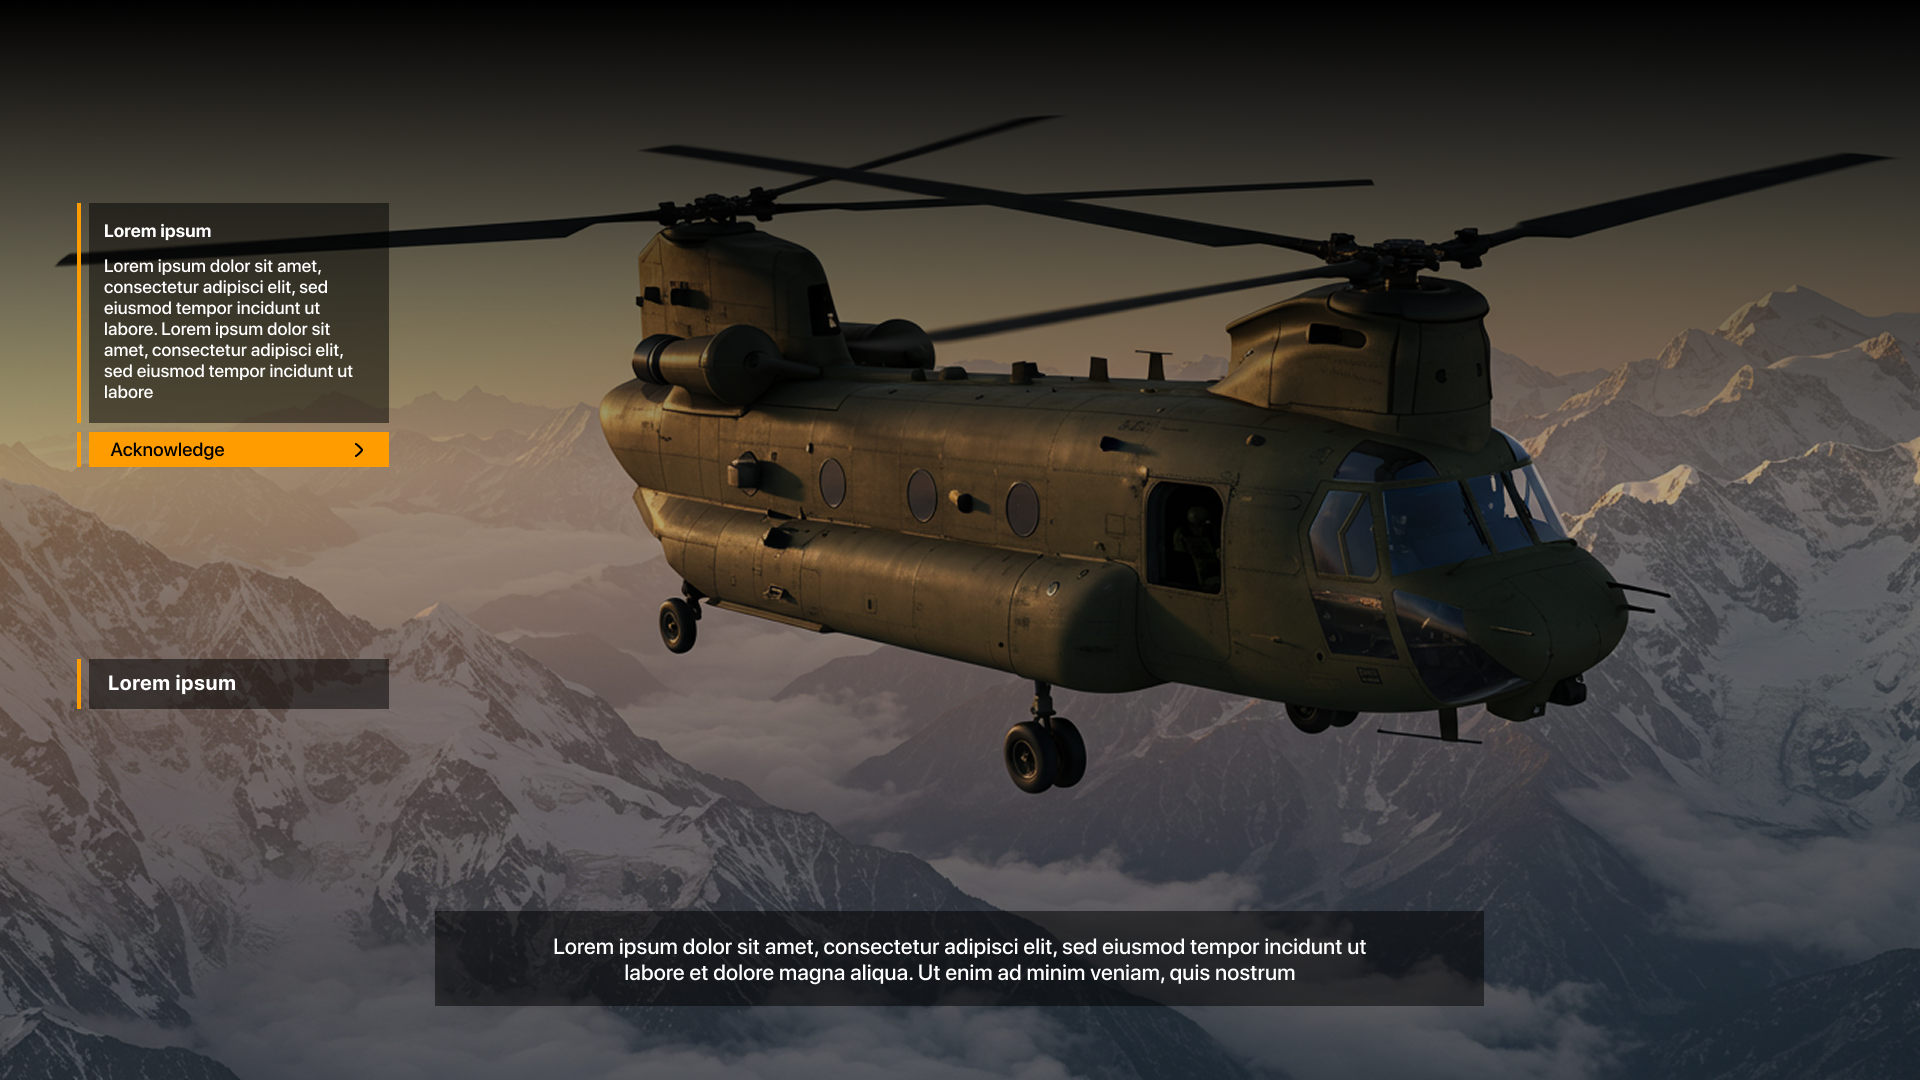 Lorem ipsum
Lorem ipsum dolor sit amet,
consectetur adipisci elit, sed
eiusmod tempor incidunt ut
labore. Lorem ipsum dolor sit
amet, consectetur adipisci elit,
sed eiusmod tempor incidunt ut
labore
Acknowledge
Lorem ipsum
Lorem ipsum dolor sit amet, consectetur adipisci elit, sed eiusmod tempor incidunt ut
labore et dolore magna aliqua. Ut enim ad minim veniam, quis nostrum